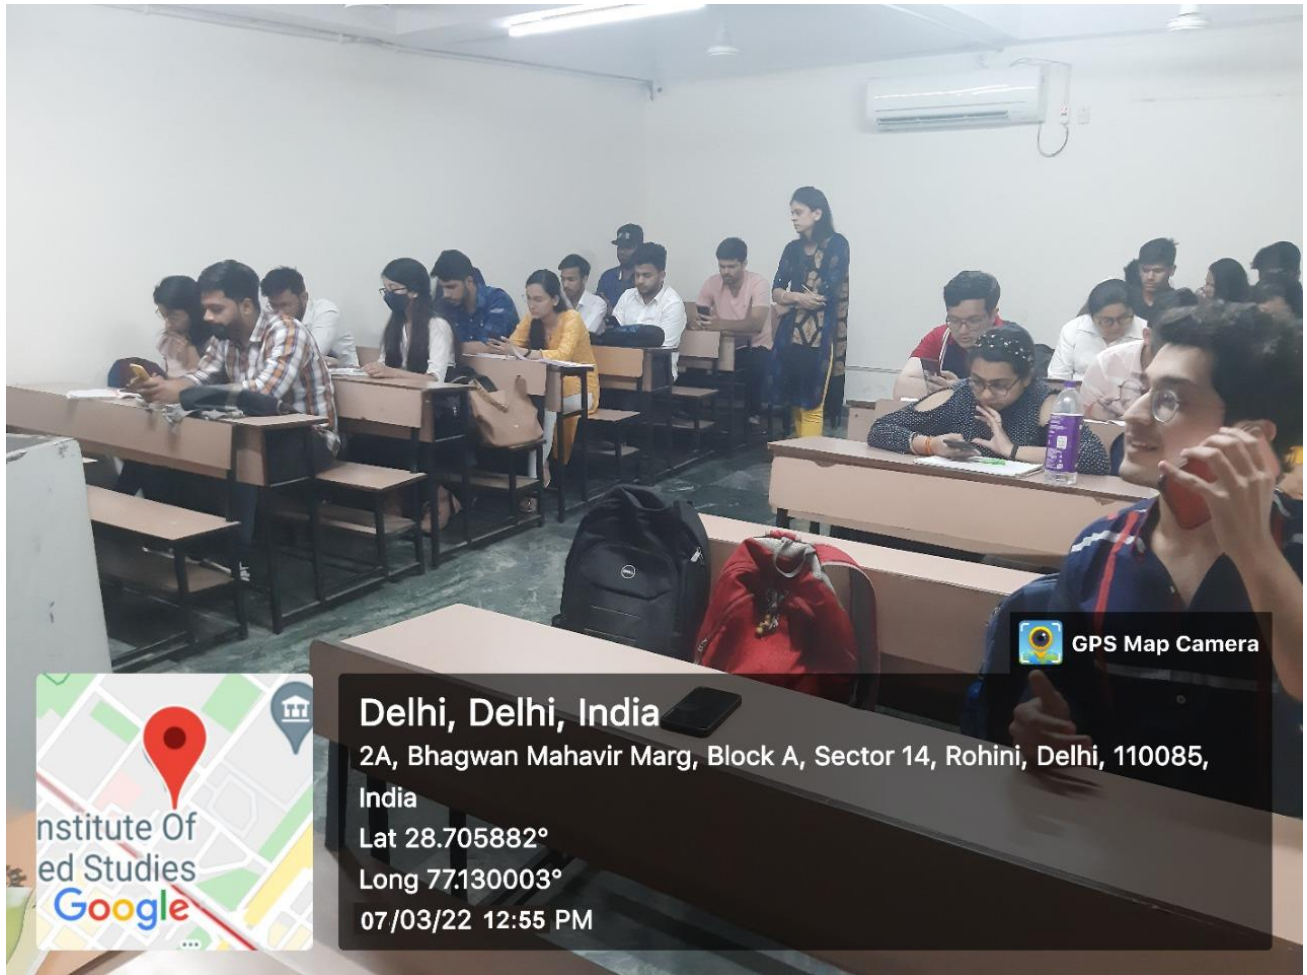 GPS Map Camera
Delhi, Delhi, India
2A, Bhagwan Mahavir Marg, Block A, Sector 14, Rohini, Delhi, 110085,
India
Lat 28.705882°
Long 77.130003°
07/03/22 12:55 PM
nstitute Of
ed Studies
Google
DELL